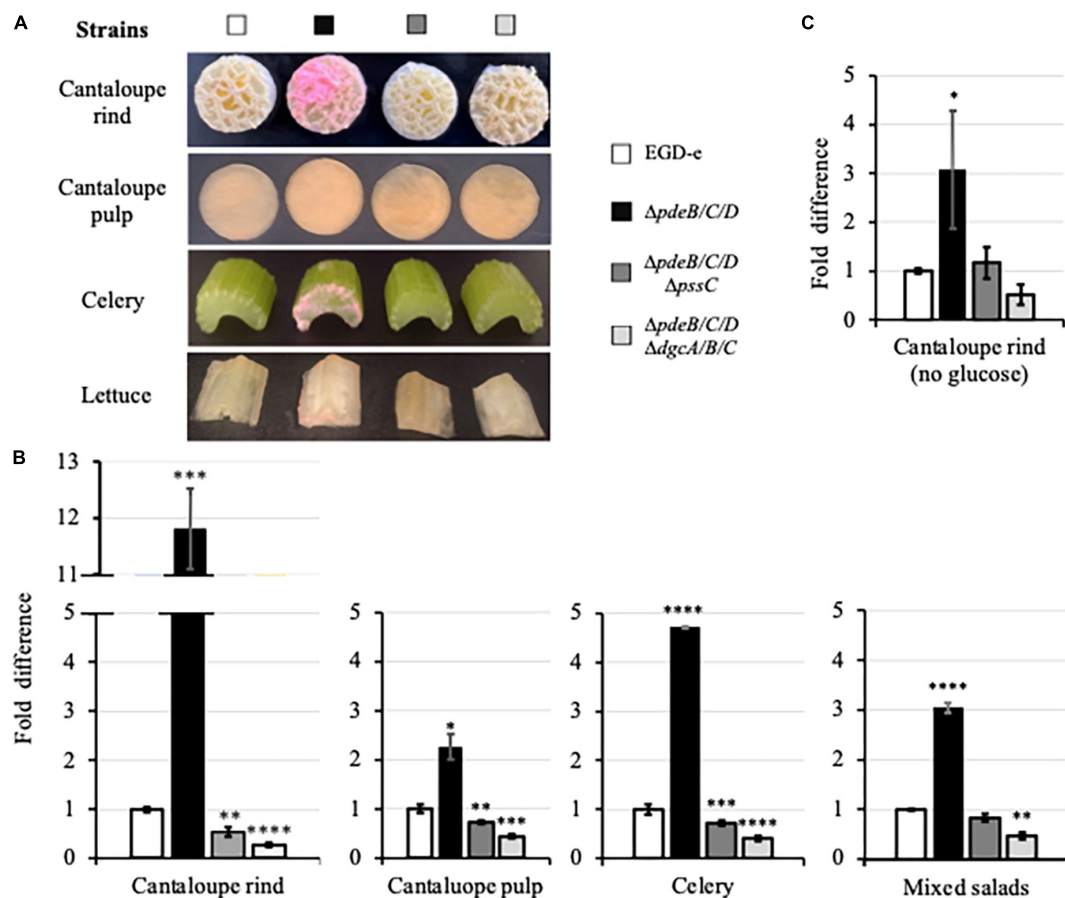 A
Strains
Cantaloupe
rind
Cantaloupe
pulp
Celery
Lettuce
EGD-e
ΔpdeB/C/D
ΔpdeB/C/D
ΔpssC
ΔpdeB/C/D
ΔdgcA/B/C
C
Fold difference
5
4
3
2
1
0
*
Cantaloupe rind
(no glucose)
B
Fold difference
13
12
11
5
4
3
2
1
0
***
**
****
Cantaloupe rind
5
4
3
2
1
0
*
**
***
Cantaluope pulp
5
4
3
2
1
0
****
***
****
Celery
5
4
3
2
1
0
****
**
Mixed salads